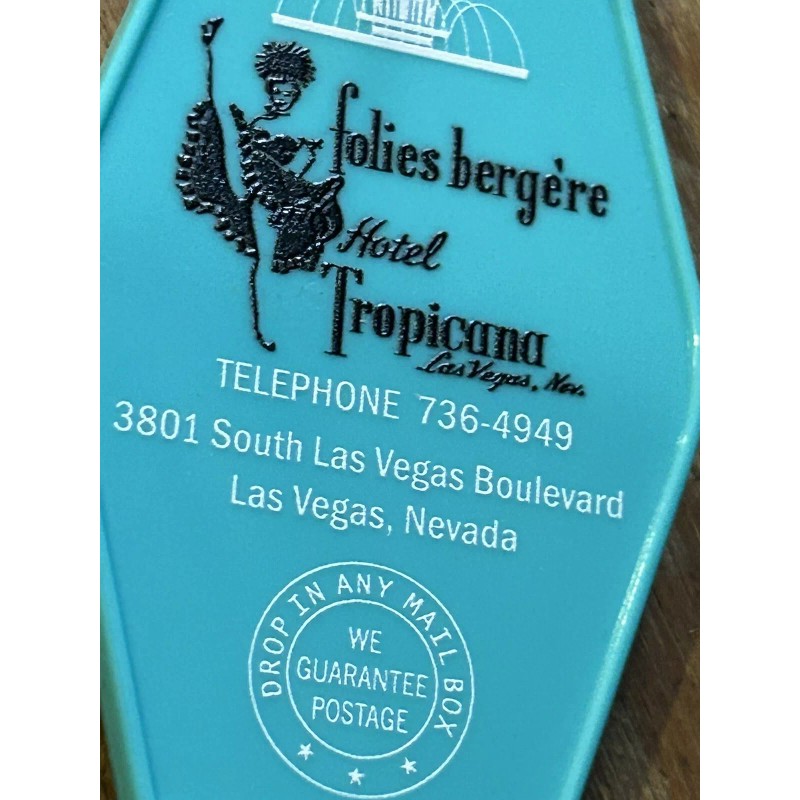 folies bergère
Hotel
Tropicana
Las Vegas, Nev.
TELEPHONE 736-4949
3801 South Las Vegas Boulevard
Las Vegas, Nevada
DROP IN ANY MAIL BOX
WE
GUARANTEE
POSTAGE